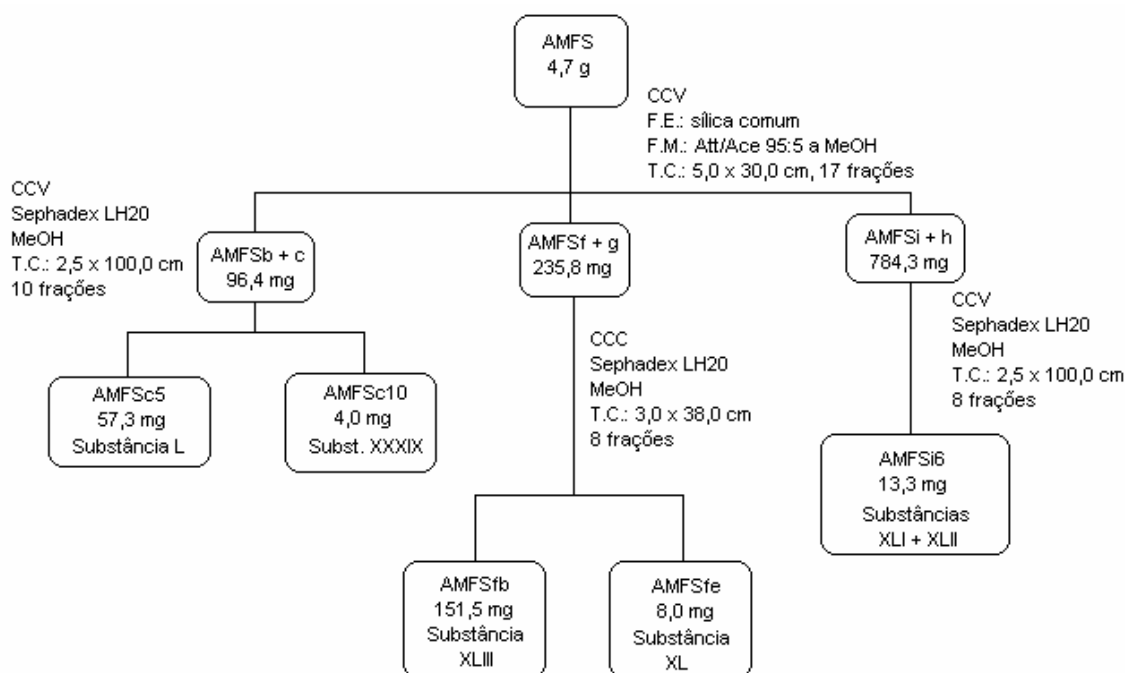 AMFS
4,7 g
CCV
F.E.: sílica comum
F.M.: Att/Ace 95:5 a MeOH
T.C.: 5,0 x 30,0 cm, 17 frações
CCV
Sephadex LH20
MeOH
T.C.: 2,5 x 100,0 cm
10 frações
AMFSb + c
96,4 mg
AMFSf + g
235,8 mg
AMFSi + h
784,3 mg
CCV
Sephadex LH20
MeOH
T.C.: 2,5 x 100,0 cm
8 frações
CCC
Sephadex LH20
MeOH
T.C.: 3,0 x 38,0 cm
8 frações
AMFSc5
57,3 mg
Substância L
AMFSc10
4,0 mg
Subst. XXXIX
AMFSi6
13,3 mg
Substâncias
XLI + XLII
AMFSfb
151,5 mg
Substância
XLIII
AMFSfe
8,0 mg
Substância
XL